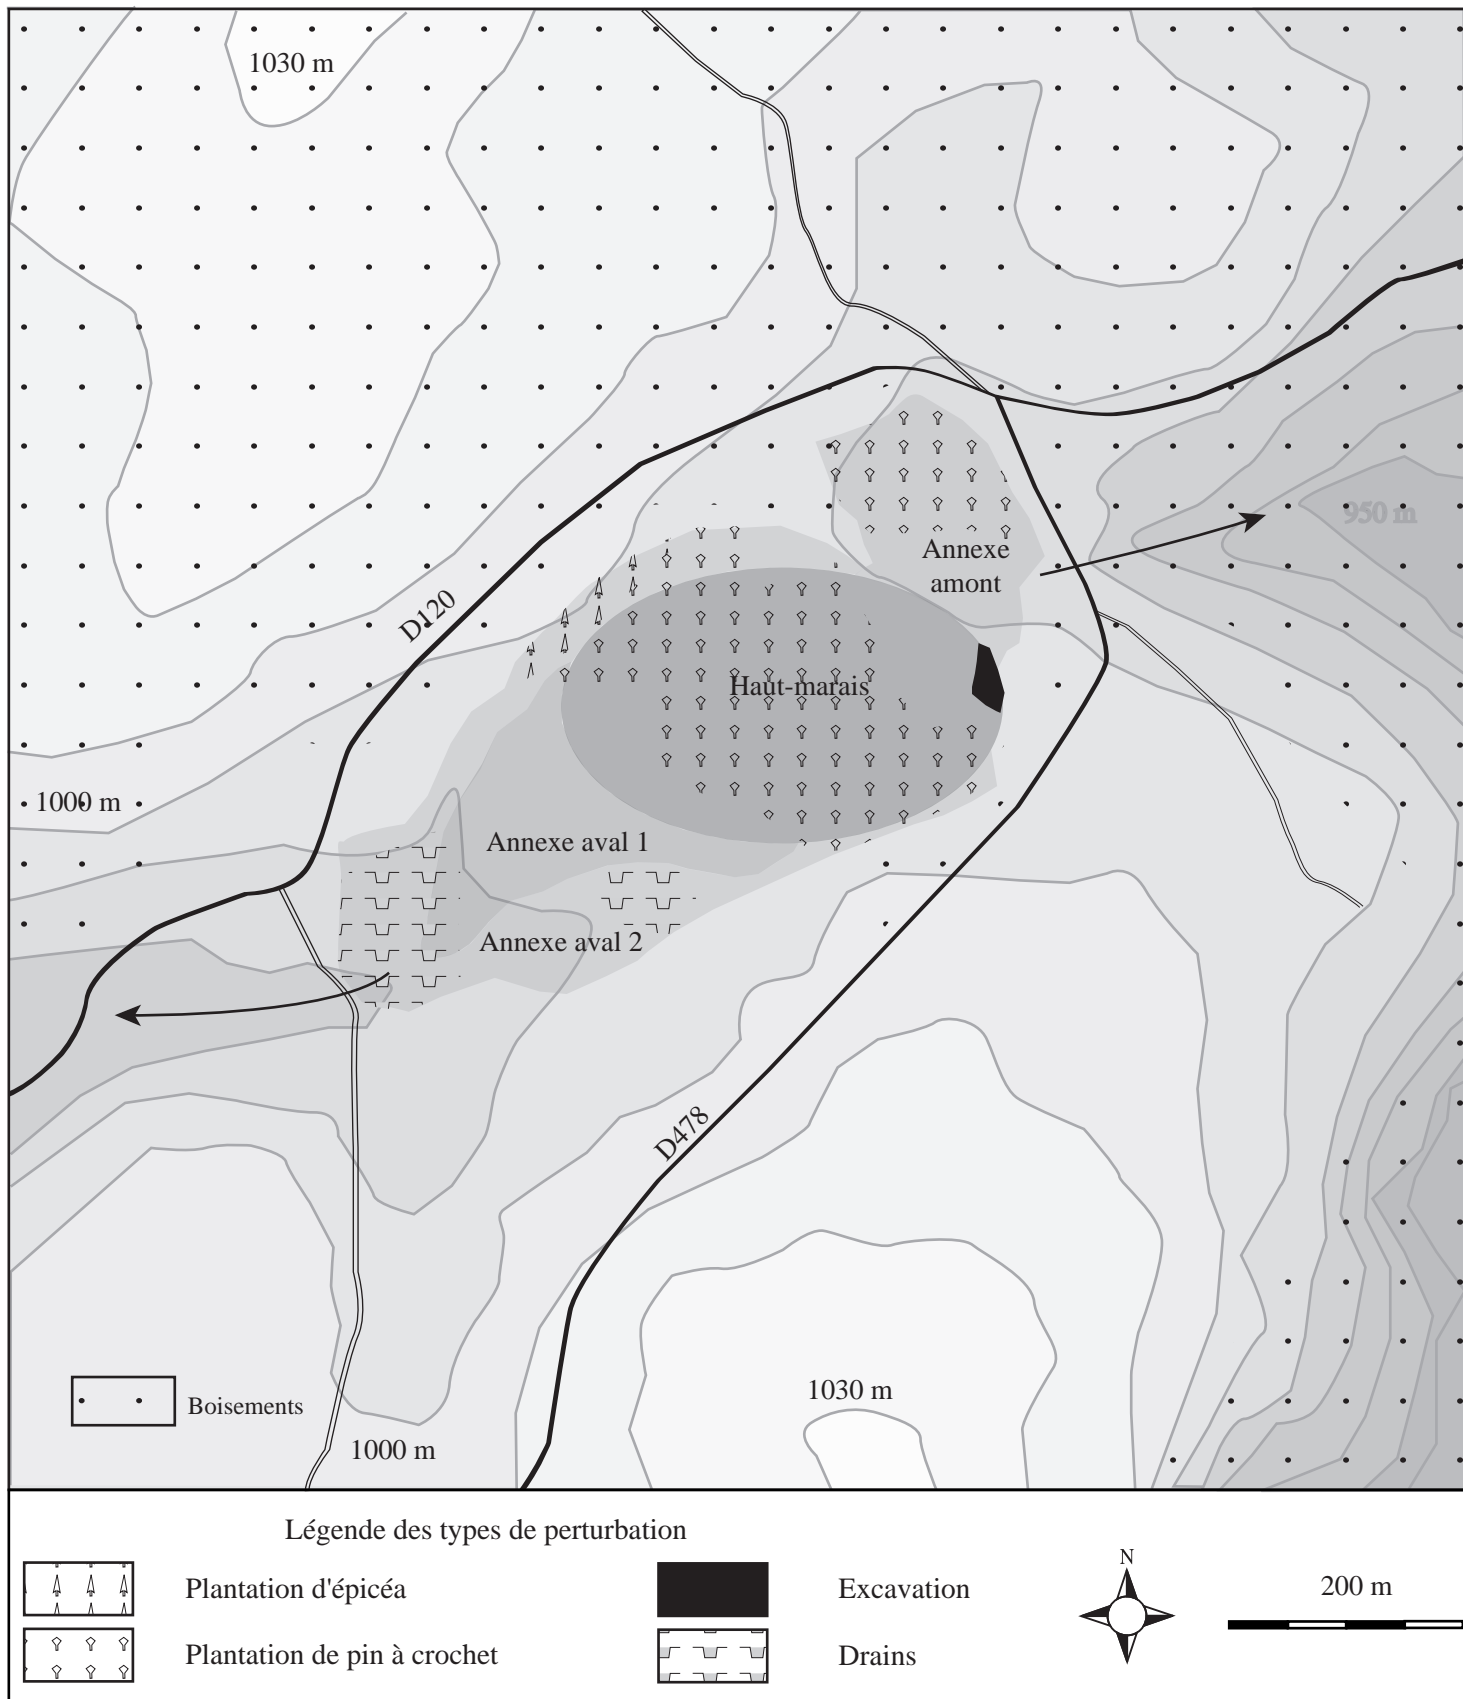 1030 m
950 m
Annexe
amont
D120
Haut-marais
1000 m
Annexe aval 1
Annexe aval 2
D478
1030 m
Boisements
1000 m
Légende des types de perturbation
N
Plantation d'épicéa
Excavation
200 m
Plantation de pin à crochet
Drains